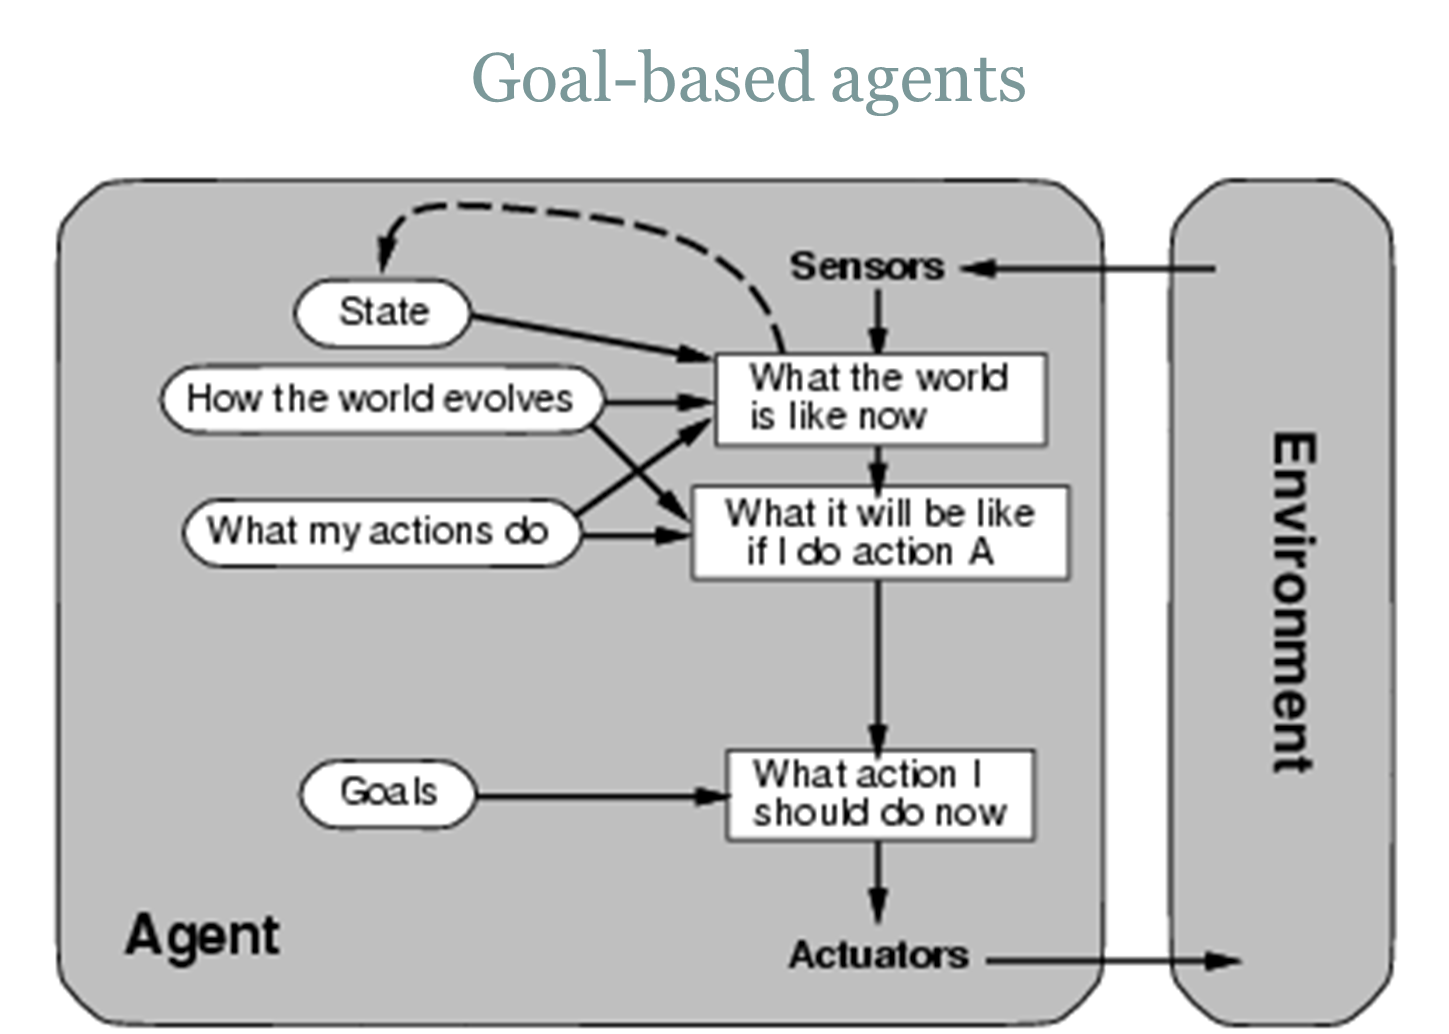 Goal-based agents
Sensors
State
What the world
is like now
How the world evolves
What it will be like
if I do action A
What my actions do
Goals
What action I
should do now
Agent
Actuators
Environment